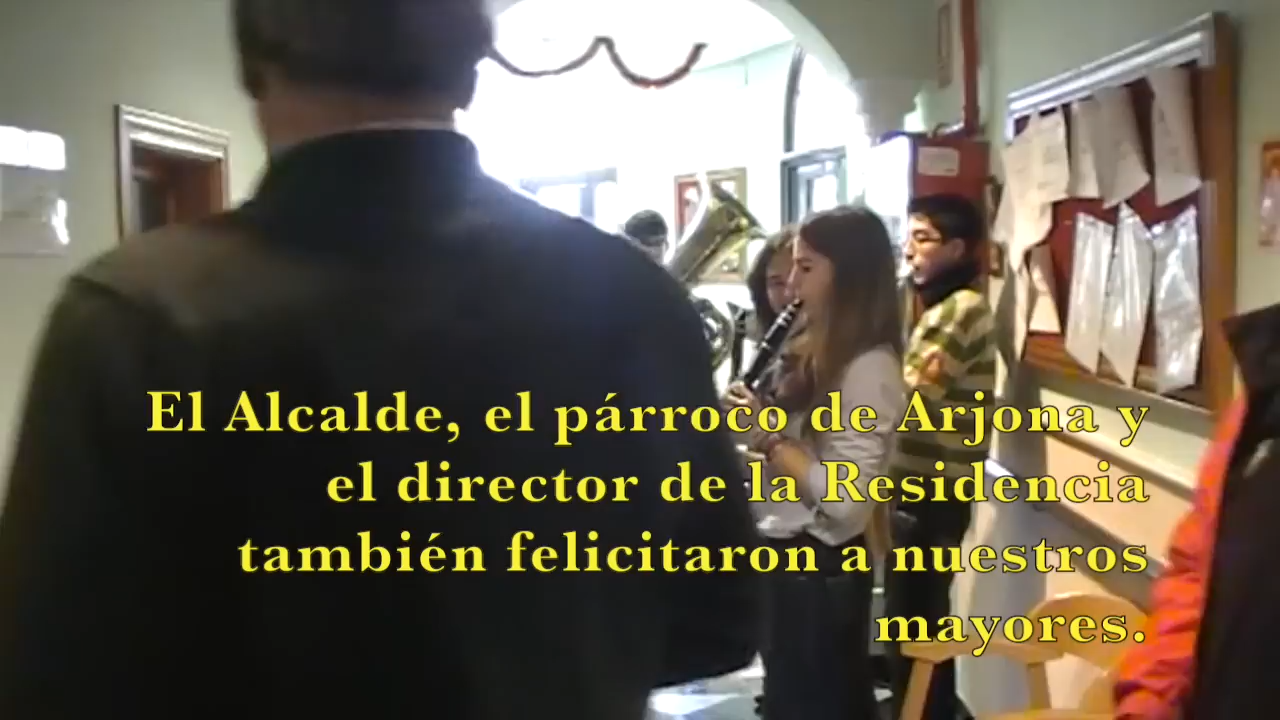 El Alcalde, el párroco de Arjona y
el director de la Residencia
también felicitaron a nuestros
mayores.